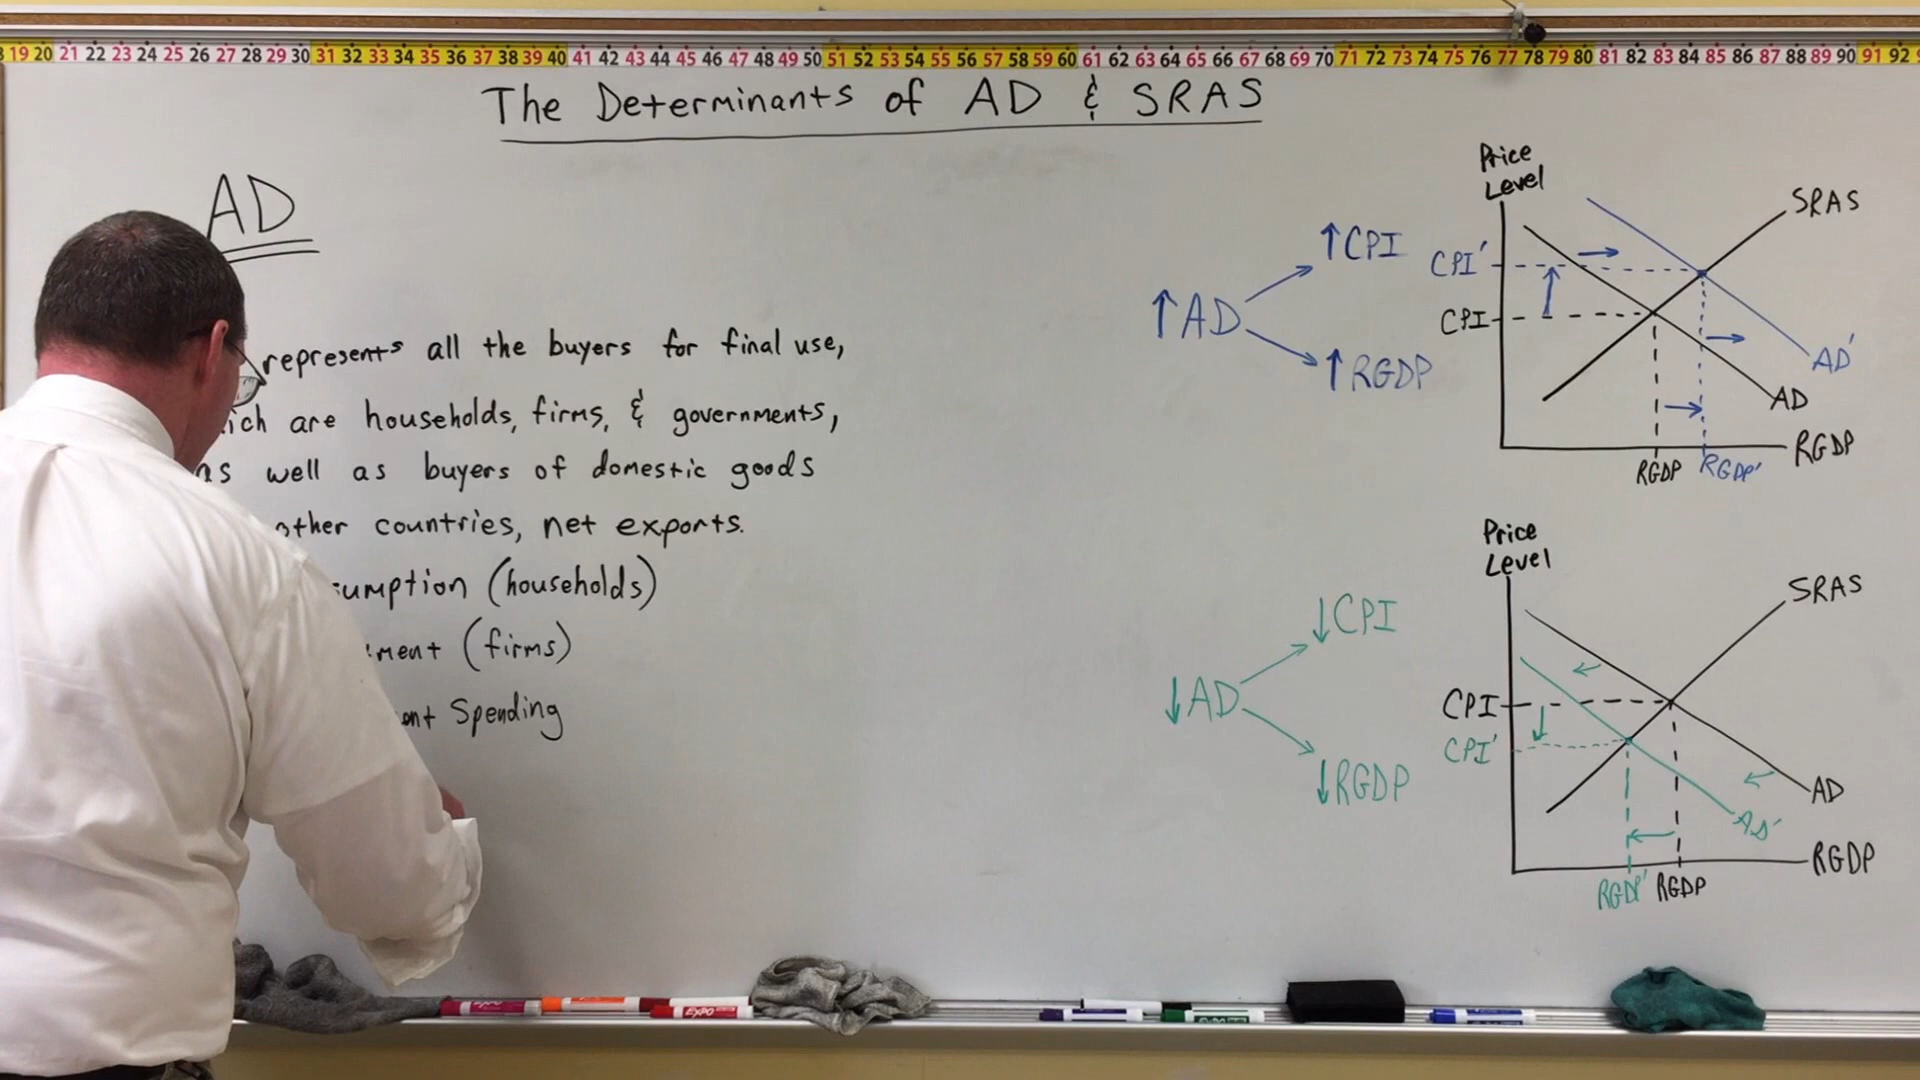 19 20 21 22 23 24 25 26 27 28 29 30 31 32 33 34 35 36 37 38 39 40 41 42 43 44 45 46 47 48 49 50 51 52 53 54 55 56 57 58 59 60 61 62 63 64 65 66 67 68 69 70 71 72 73 74 75 76 77 78 79 80 81 82 83 84 85 86 87 88 89 90 91 92
The Determinants of AD & SRAS
AD
represents all the buyers for final use,
are households, firms, & governments,
as well as buyers of domestic goods
other countries, net exports.
(households)
(firms)
Spending
↑AD
↑CPI
↑RGDP
Price
Level
SRAS
CPI'
CPI
AD'
AD
RGDP
RGDP RGDP'
↓AD
↓CPI
↓RGDP
Price
Level
SRAS
CPI
CPI'
AD
AD'
RGDP
RGDP' RGDP
EXPO